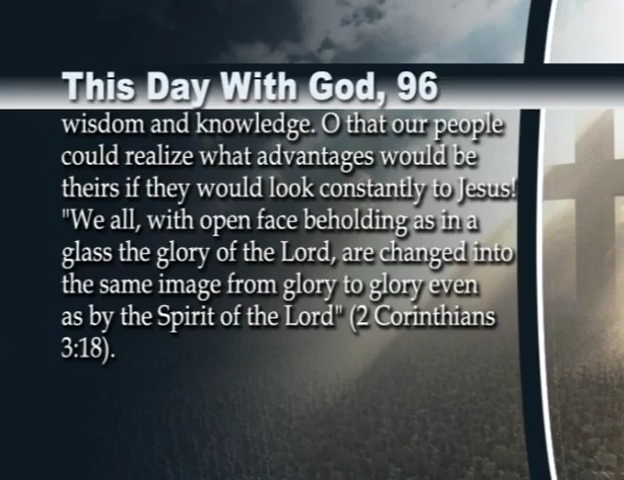 This Day With God, 96
wisdom and knowledge. O that our people
could realize what advantages would be
theirs if they would look constantly to Jesus!
"We all, with open face beholding as in a
glass the glory of the Lord, are changed into
the same image from glory to glory even
as by the Spirit of the Lord" (2 Corinthians
3:18).